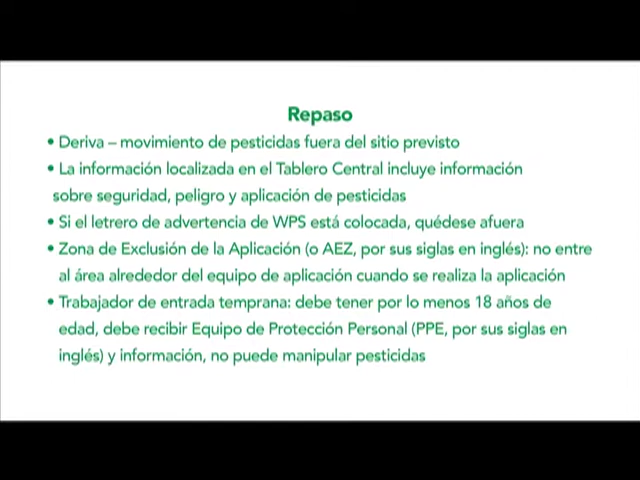 Repaso
• Deriva – movimiento de pesticidas fuera del sitio previsto
• La información localizada en el Tablero Central incluye información
sobre seguridad, peligro y aplicación de pesticidas
• Si el letrero de advertencia de WPS está colocada, quédese afuera
• Zona de Exclusión de la Aplicación (o AEZ, por sus siglas en inglés): no entre
al área alrededor del equipo de aplicación cuando se realiza la aplicación
• Trabajador de entrada temprana: debe tener por lo menos 18 años de
edad, debe recibir Equipo de Protección Personal (PPE, por sus siglas en
inglés) y información, no puede manipular pesticidas